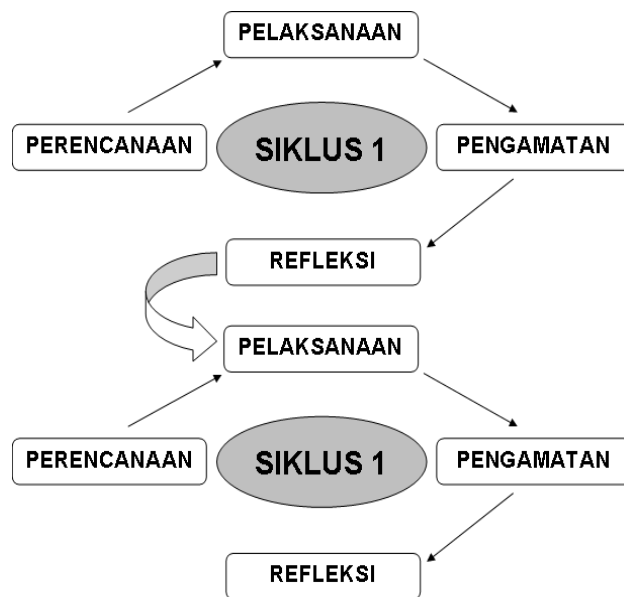 PELAKSANAAN
PERENCANAAN
SIKLUS 1
PENGAMATAN
REFLEKSI
PELAKSANAAN
PERENCANAAN
SIKLUS 1
PENGAMATAN
REFLEKSI